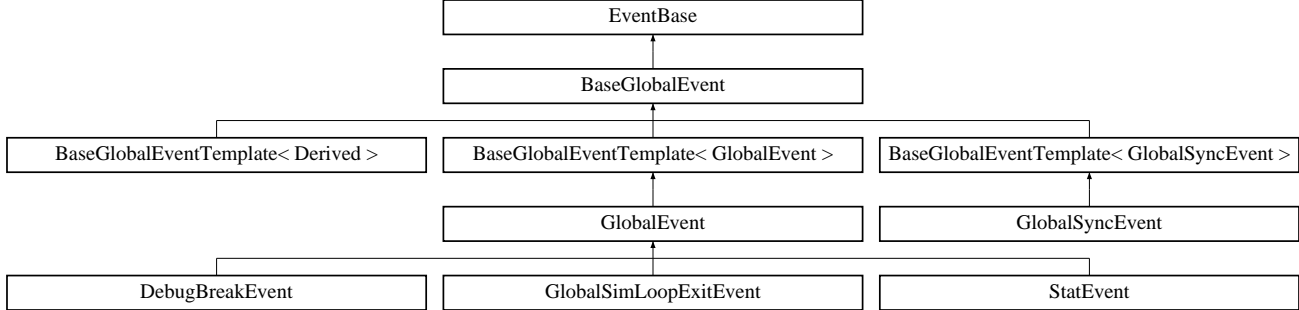 EventBase
BaseGlobalEvent
BaseGlobalEventTemplate< Derived >
BaseGlobalEventTemplate< GlobalEvent >
BaseGlobalEventTemplate< GlobalSyncEvent >
GlobalEvent
GlobalSyncEvent
DebugBreakEvent
GlobalSimLoopExitEvent
StatEvent